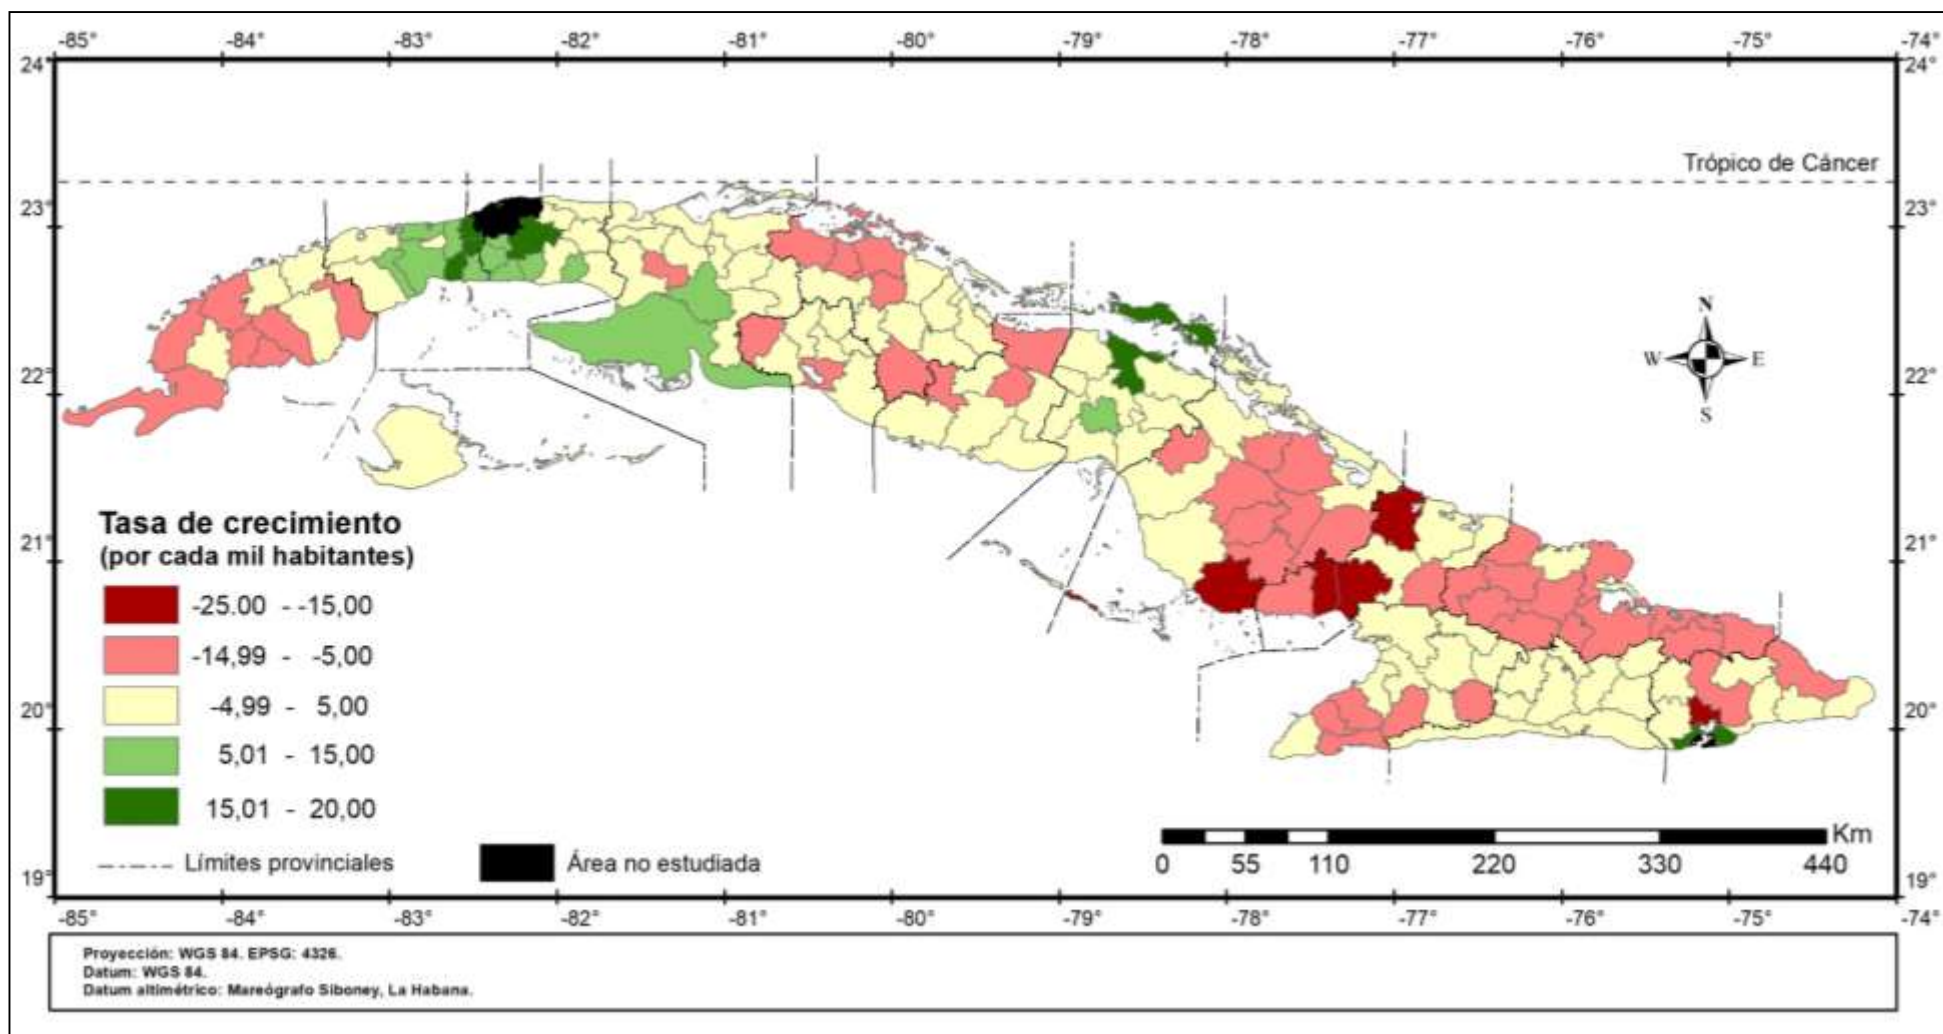 -85° -84° -83° -82° -81° -80° -79° -78° -77° -76° -75° -74°
24° 24°
Trópico de Cáncer
23° 23°
N
W E
S
22° 22°
Tasa de crecimiento
(por cada mil habitantes)
21° 21°
-25.00 - -15,00
-14,99 - -5,00
-4,99 - 5,00
20° 20°
5,01 - 15,00
15,01 - 20,00
Límites provinciales
Área no estudiada
Km
0 55 110 220 330 440
19° 19°
-85° -84° -83° -82° -81° -80° -79° -78° -77° -76° -75° -74°
Proyección: WGS 84. EPSG: 4326.
Datum: WGS 84.
Datum altimétrico: Mareógrafo Siboney, La Habana.